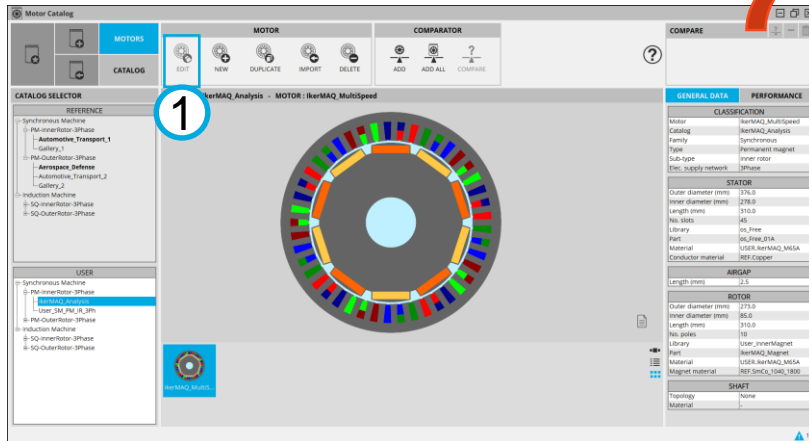 Motor Catalog
7
MOTORS
CATALOG
MOTOR
EDIT
NEW
DUPLICATE
IMPORT
DELETE
COMPARATOR
ADD
ADD ALL
COMPARE
?
COMPARE
1
CATALOG SELECTOR
kerMAQ_Analysis - MOTOR : IkerMAQ_MultiSpeed
REFERENCE
Synchronous Machine
PM-InnerRotor-3Phase
Automotive_Transport_1
Gallery_1
PM-OuterRotor-3Phase
Aerospace_Defense
Automotive_Transport_2
Gallery_2
Induction Machine
SQ-InnerRotor-3Phase
SQ-OuterRotor-3Phase
USER
Synchronous Machine
PM-InnerRotor-3Phase
IkerMAQ_Analysis
User_SM_PM_IR_3Ph
PM-OuterRotor-3Phase
Induction Machine
SQ-InnerRotor-3Phase
SQ-OuterRotor-3Phase
IkerMAQ_MultiS...
GENERAL DATA PERFORMANCE
CLASSIFICATION
Motor IkerMAQ_MultiSpeed
Catalog IkerMAQ_Analysis
Family Synchronous
Type Permanent magnet
Sub-type Inner rotor
Elec. supply network 3Phase
STATOR
Outer diameter (mm) 376.0
Inner diameter (mm) 278.0
Length (mm) 310.0
No. slots 45
Library os_Free
Part os_Free_01A
Material USER.IkerMAQ_M65A
Conductor material REF.Copper
AIRGAP
Length (mm) 2.5
ROTOR
Outer diameter (mm) 273.0
Inner diameter (mm) 85.0
Length (mm) 310.0
No. poles 10
Library User_InnerMagnet
Part IkerMAQ_Magnet
Material USER.IkerMAQ_M65A
Magnet material REF.SmCo_1040_1800
SHAFT
Topology None
Material -